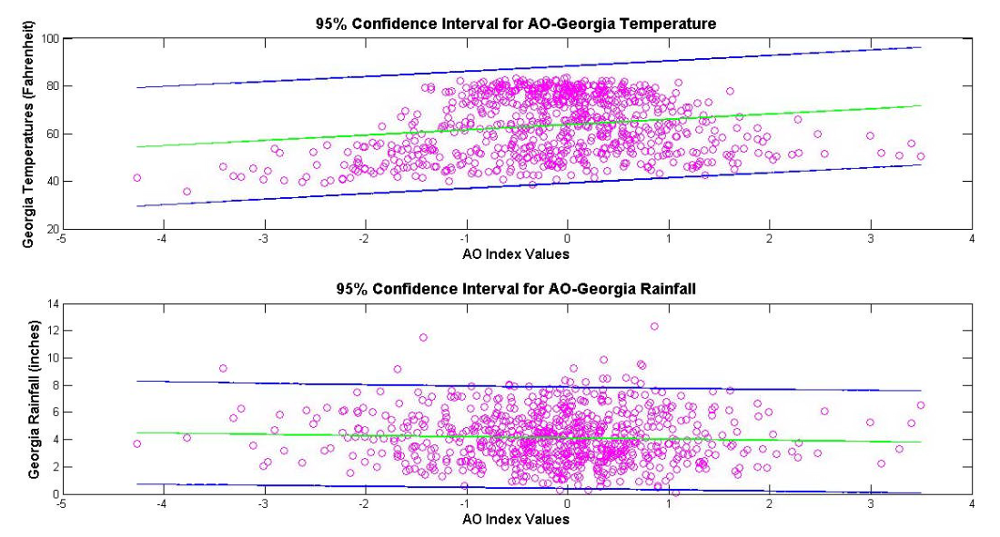 95% Confidence Interval for AO-Georgia Temperature
Georgia Temperatures (Fahrenheit)
100
80
60
40
20
-5 -4 -3 -2 -1 0 1 2 3 4
AO Index Values
95% Confidence Interval for AO-Georgia Rainfall
Georgia Rainfall (inches)
14
12
10
8
6
4
2
0
-5 -4 -3 -2 -1 0 1 2 3 4
AO Index Values